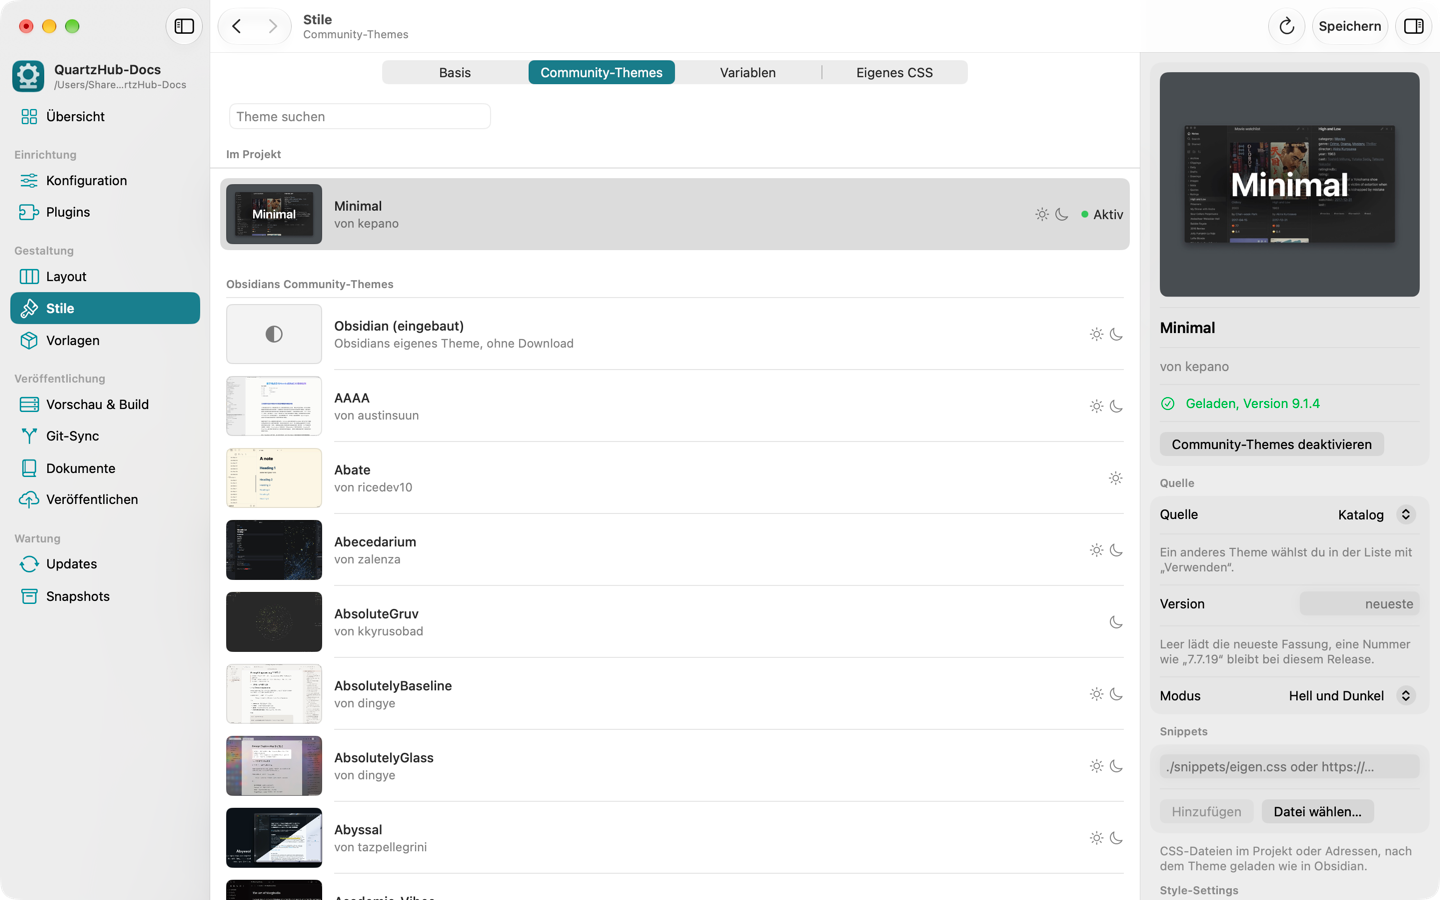 Stile
Community-Themes
Speichern
QuartzHub-Docs
/Users/Share...rtzHub-Docs
Übersicht
Einrichtung
Konfiguration
Plugins
Gestaltung
Layout
Stile
Vorlagen
Veröffentlichung
Vorschau & Build
Git-Sync
Dokumente
Veröffentlichen
Wartung
Updates
Snapshots
Basis
Community-Themes
Variablen
Eigenes CSS
Theme suchen
Im Projekt
Minimal
Minimal
von kepano
Aktiv
Obsidians Community-Themes
Obsidian (eingebaut)
Obsidians eigenes Theme, ohne Download
AAAA
von austinsuun
A note
Heading 1
Abate
von ricedev10
Abecedarium
von zalenza
AbsoluteGruv
von kkyrusobad
AbsolutelyBaseline
von dingye
AbsolutelyGlass
von dingye
Abyssal
Abyssal
von tazpellegrini
Minimal
Minimal
von kepano
Geladen, Version 9.1.4
Community-Themes deaktivieren
Quelle
Quelle
Katalog
Ein anderes Theme wählst du in der Liste mit
„Verwenden“.
Version
neueste
Leer lädt die neueste Fassung, eine Nummer
wie „7.7.19“ bleibt bei diesem Release.
Modus
Hell und Dunkel
Snippets
./snippets/eigen.css oder https://...
Hinzufügen
Datei wählen...
CSS-Dateien im Projekt oder Adressen, nach
dem Theme geladen wie in Obsidian.
Style-Settings